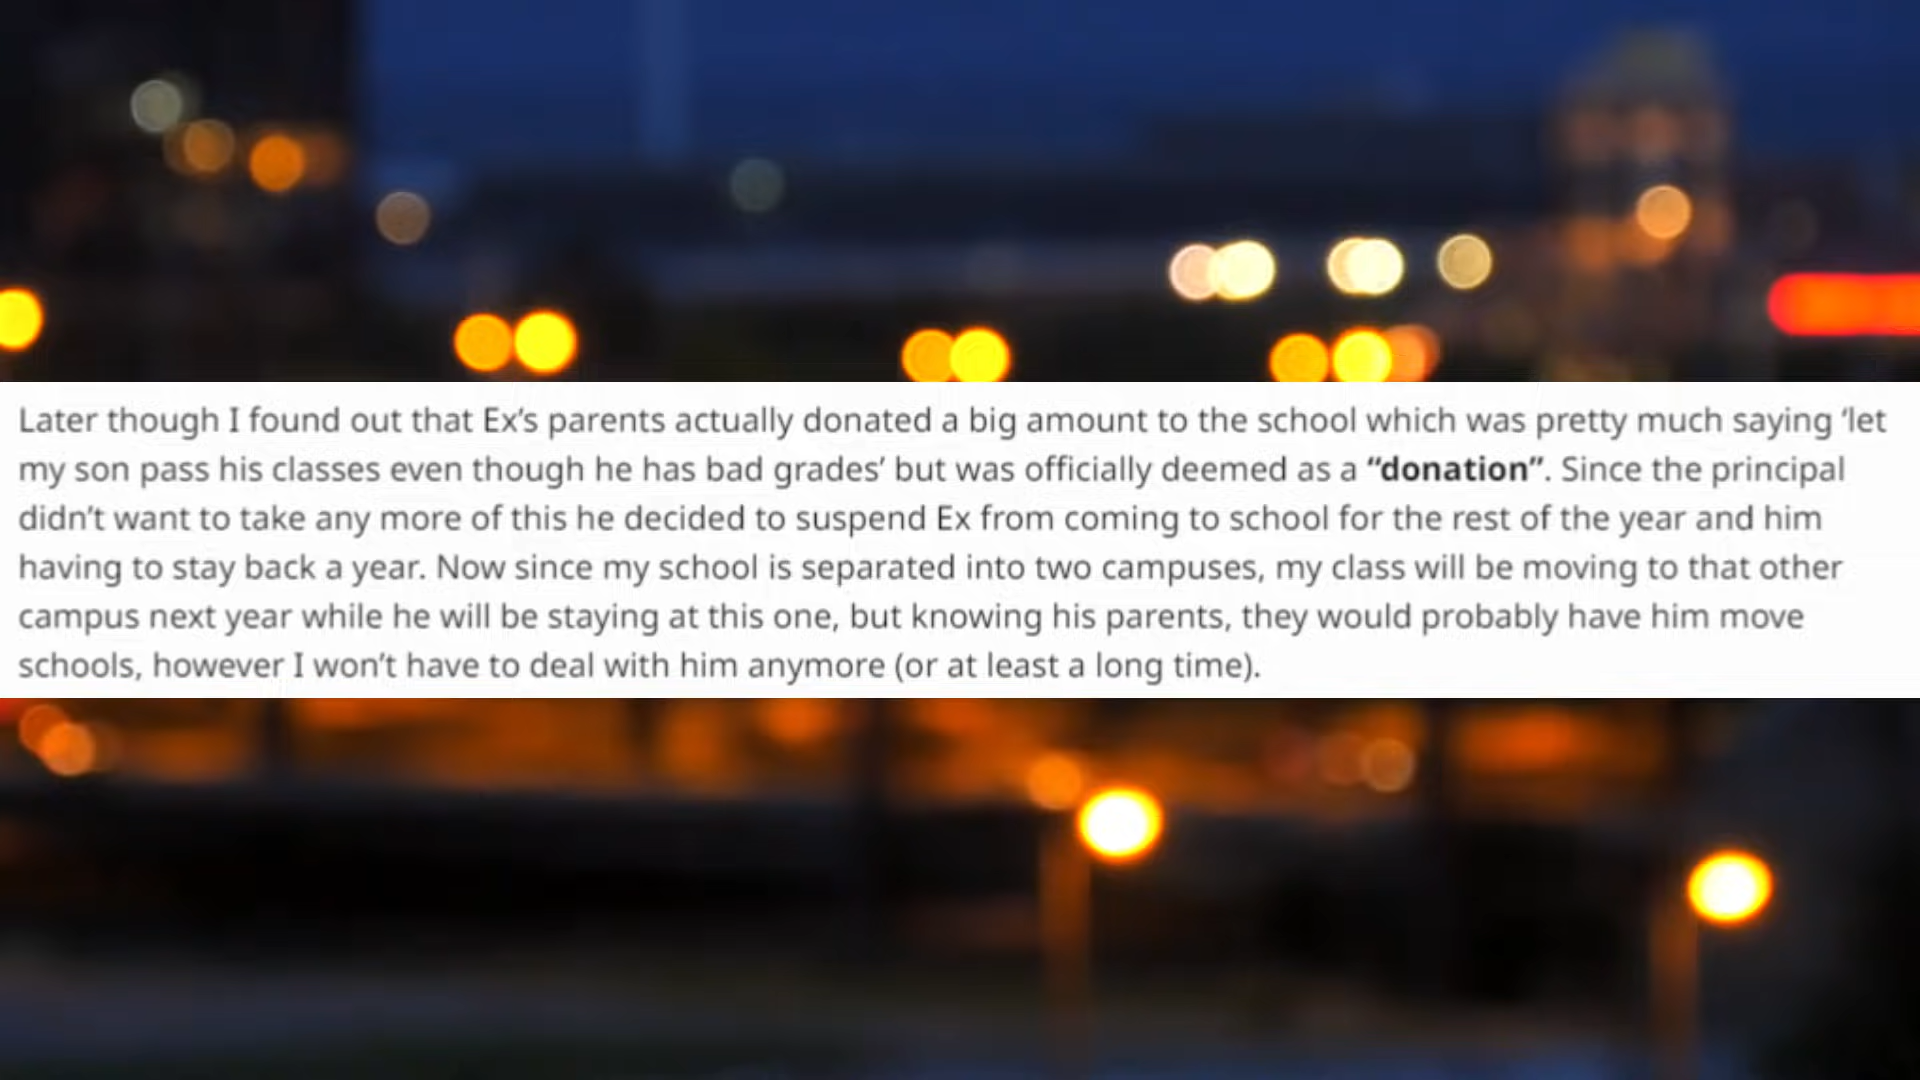 Later though I found out that Ex’s parents actually donated a big amount to the school which was pretty much saying ‘let
my son pass his classes even though he has bad grades’ but was officially deemed as a “donation”. Since the principal
didn’t want to take any more of this he decided to suspend Ex from coming to school for the rest of the year and him
having to stay back a year. Now since my school is separated into two campuses, my class will be moving to that other
campus next year while he will be staying at this one, but knowing his parents, they would probably have him move
schools, however I won’t have to deal with him anymore (or at least a long time).